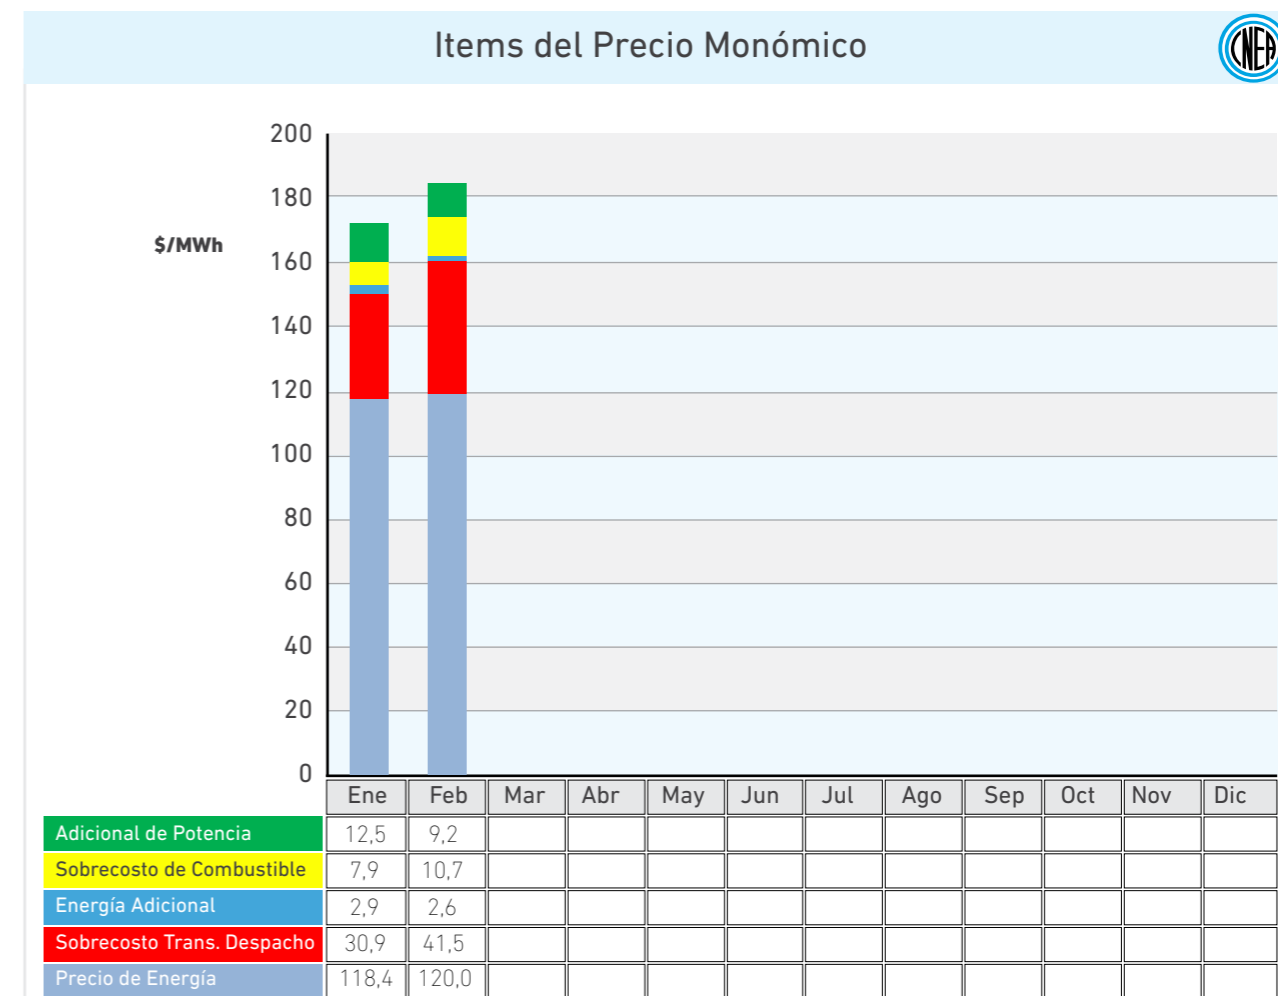 Items del Precio Monómico
CNEA
$/MWh
200
180
160
140
120
100
80
60
40
20
0
Ene Feb Mar Abr May Jun Jul Ago Sep Oct Nov Dic
Adicional de Potencia 12,5 9,2
Sobrecosto de Combustible 7,9 10,7
Energía Adicional 2,9 2,6
Sobrecosto Trans. Despacho 30,9 41,5
Precio de Energía 118,4 120,0